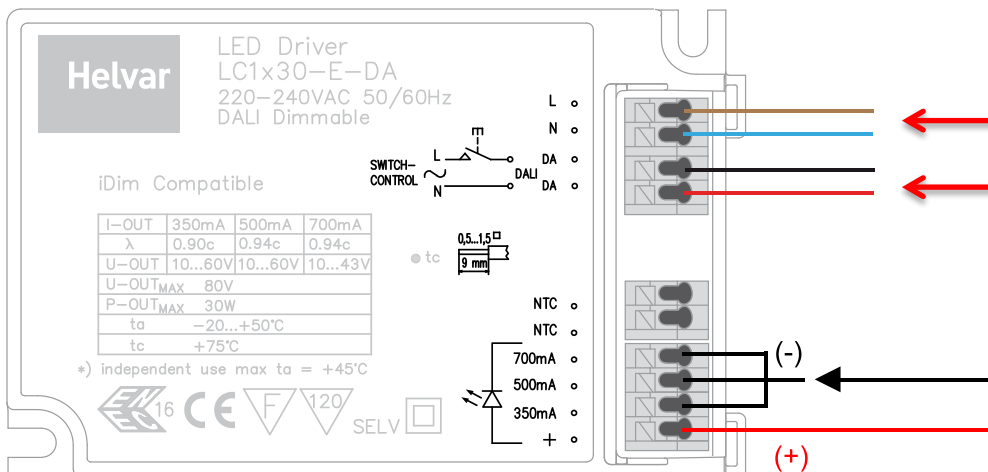 Helvar
LED Driver
LC1x30-E-DA
220-240VAC 50/60Hz
DALI Dimmable
L
N
L
SWITCH-
CONTROL
N
DA
DALI
DA
iDim Compatible
I-OUT 350mA 500mA 700mA
λ 0.90c 0.94c 0.94c
U-OUT 10...60V 10...60V 10...43V
U-OUTMAX 80V
P-OUTMAX 30W
ta -20...+50°C
tc +75°C
*) independent use max ta = +45°C
tc
0,5...1,5
9 mm
NTC
NTC
700mA
500mA
350mA
+
ENEC 16 CE F 120 SELV
(-)
(+)